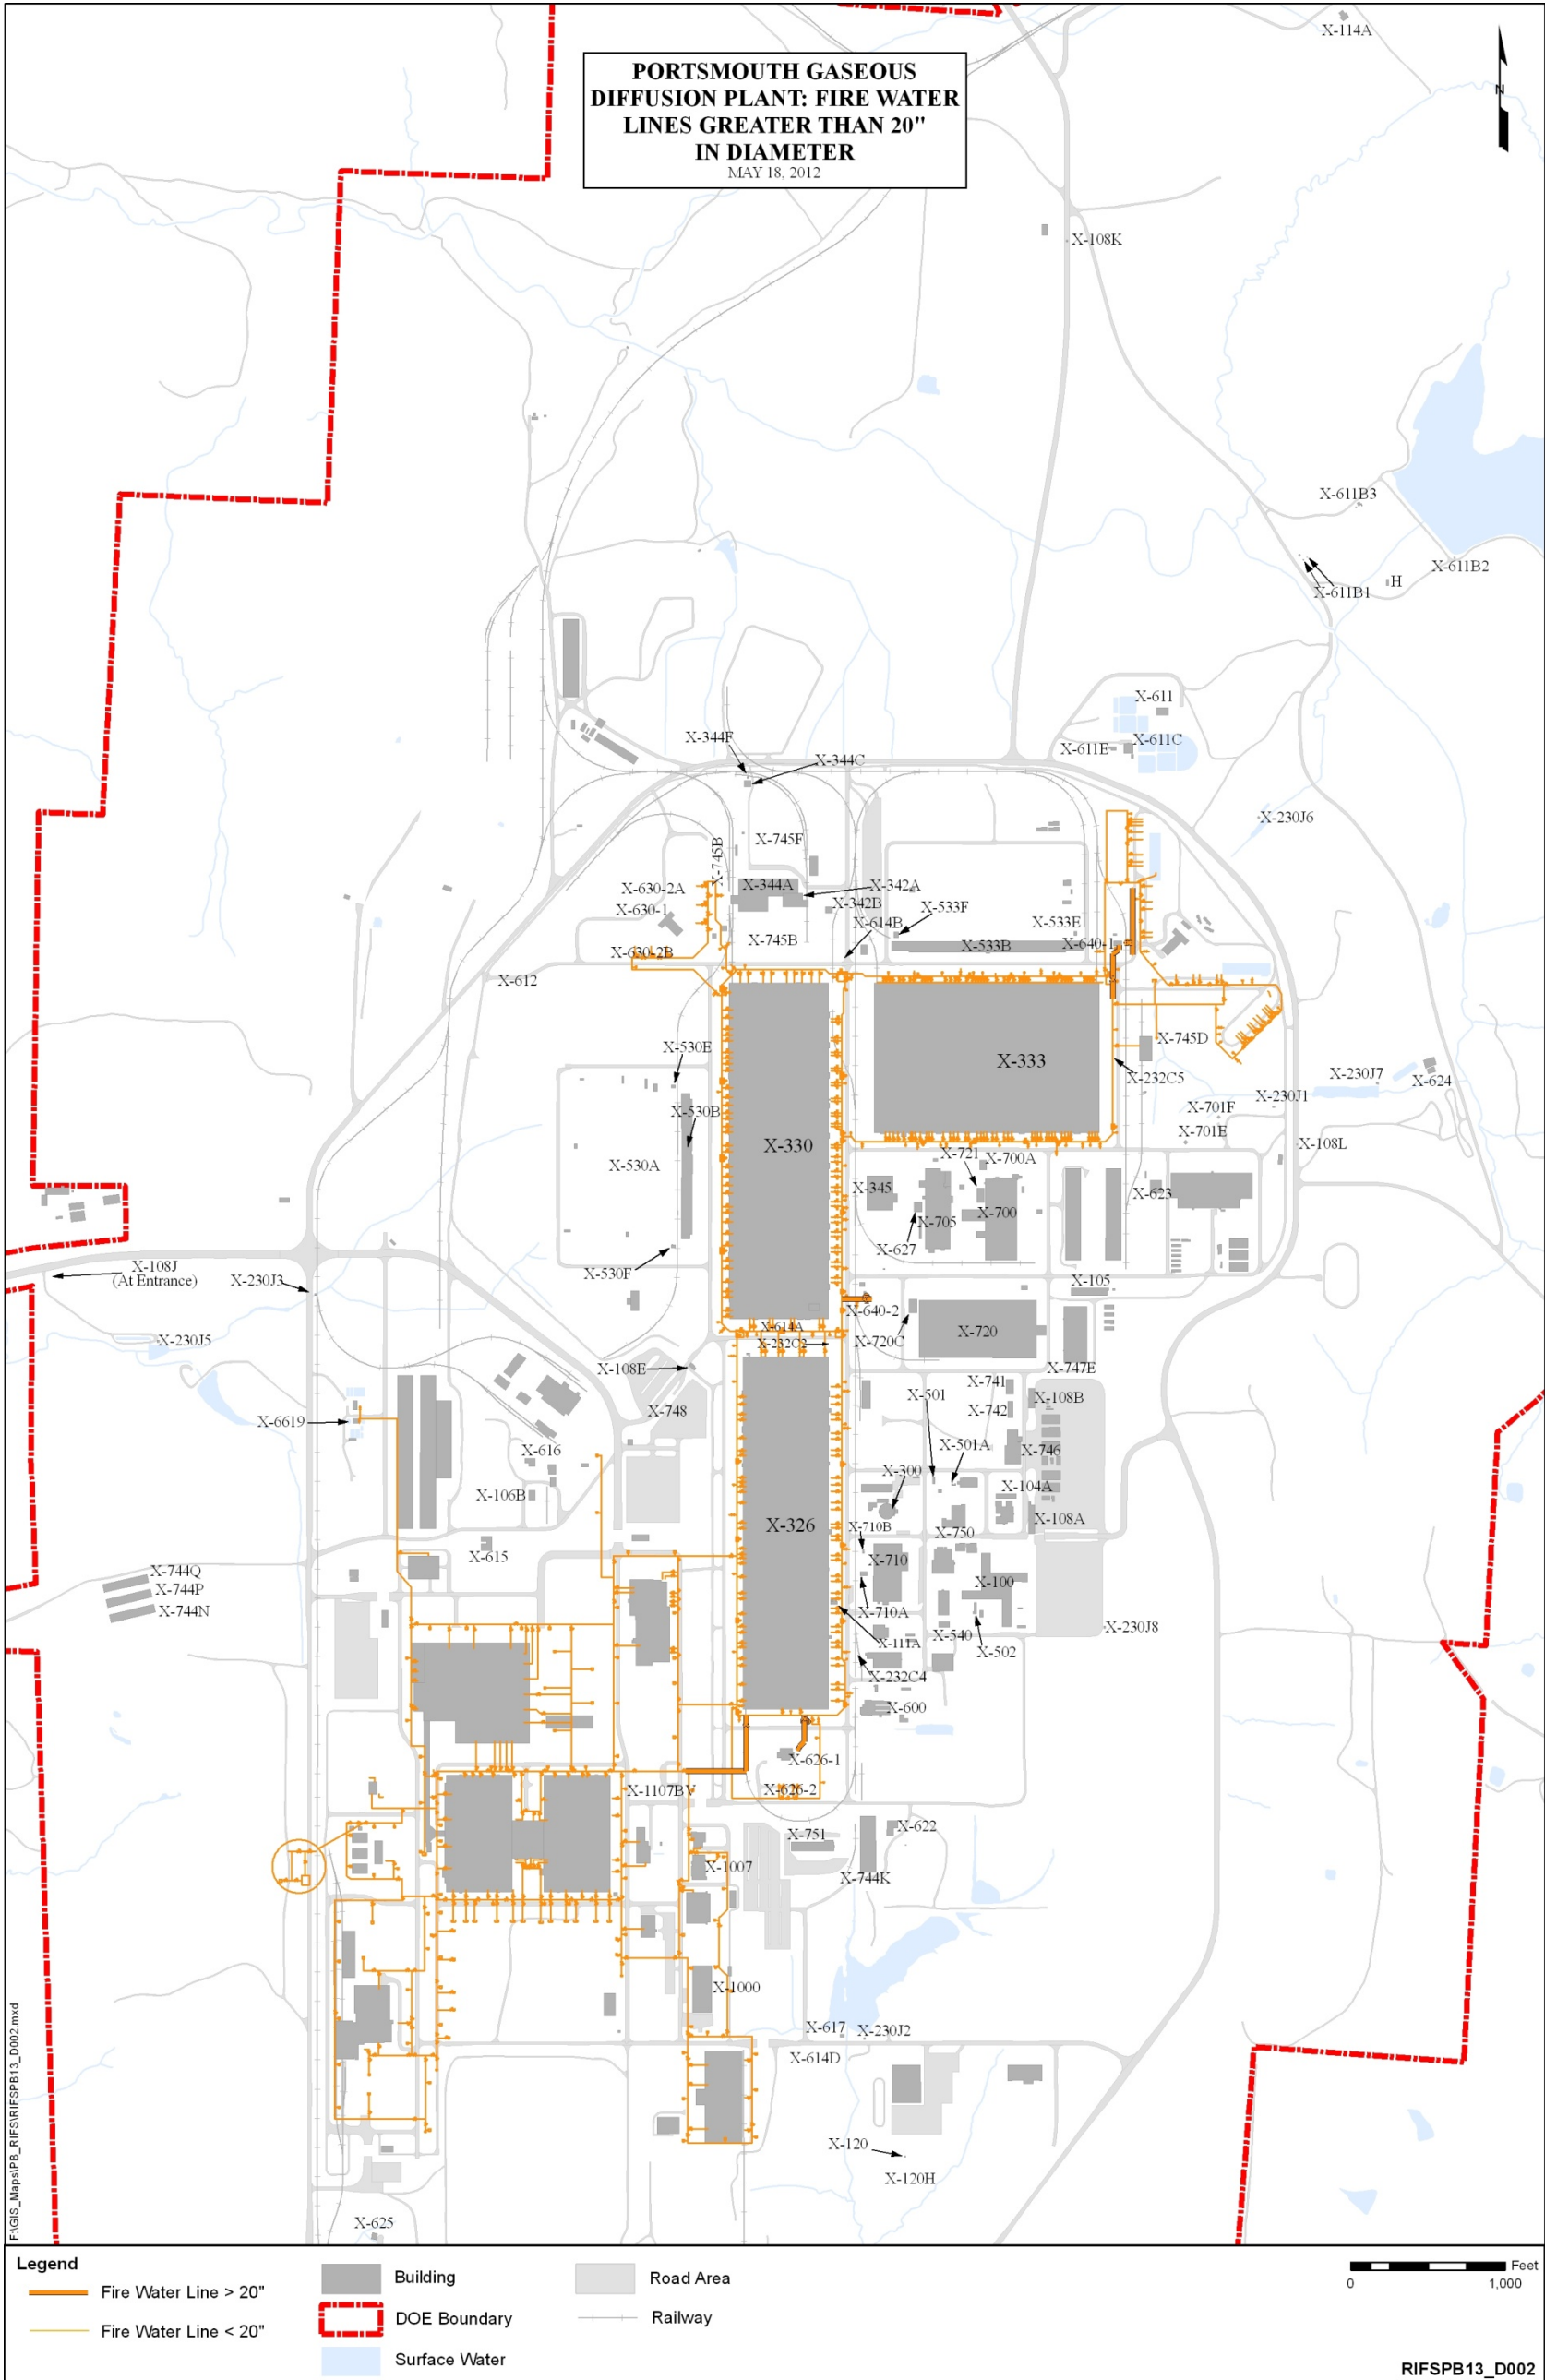 PORTSMOUTH GASEOUS
DIFFUSION PLANT: FIRE WATER
LINES GREATER THAN 20"
IN DIAMETER
MAY 18, 2012
X-114A
N
X-108K
X-611B3
X-611B2
H
X-611B1
X-611
X-611E
X-611C
X-344F
X-344C
X-230J6
X-745F
X-745B
X-630-2A
X-344A
X-342A
X-630-1
X-342B
X-533F
X-614B
X-533E
X-745B
X-533B
X-640-1
X-630-2B
X-612
X-745D
X-530E
X-333
X-232C5
X-230J7
X-624
X-230J1
X-530B
X-701F
X-701E
X-330
X-108L
X-721
X-700A
X-530A
X-345
X-623
X-705
X-700
X-627
X-108J
(At Entrance)
X-230J3
X-530F
X-105
X-640-2
X-614A
X-720
X-230J5
X-232C2
X-720C
X-108E
X-747E
X-741
X-501
X-108B
X-748
X-742
X-6619
X-501A
X-616
X-746
X-300
X-104A
X-106B
X-326
X-108A
X-710B
X-750
X-615
X-710
X-744Q
X-100
X-744P
X-744N
X-710A
X-230J8
X-540
X-111A
X-502
X-232C4
X-600
X-626-1
X-1107BV
X-626-2
X-622
X-751
X-1007
X-744K
X-1000
X-617
X-230J2
X-614D
X-120
X-120H
X-625
F:\GIS_Maps\PB_RIFS\RIFSPB13_D002.mxd
Legend
Fire Water Line > 20"
Fire Water Line < 20"
Building
DOE Boundary
Surface Water
Road Area
Railway
Feet
0 1,000
RIFSPB13_D002